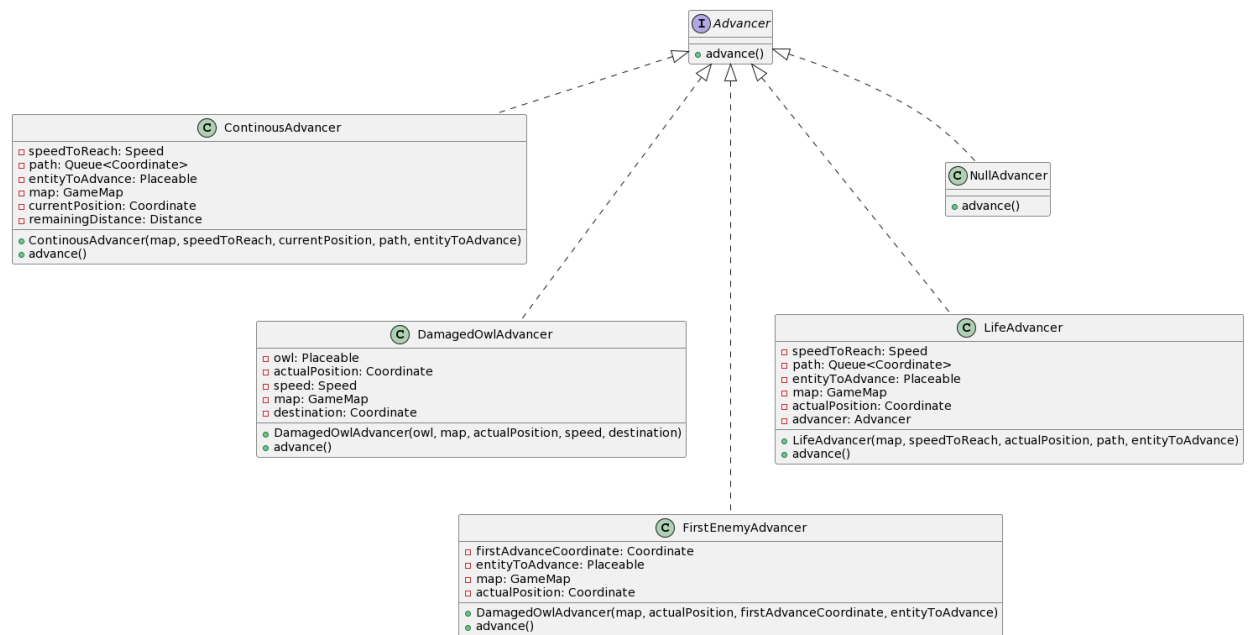 I Advancer
advance()
C ContinousAdvancer
speedToReach: Speed
path: Queue<Coordinate>
entityToAdvance: Placeable
map: GameMap
currentPosition: Coordinate
remainingDistance: Distance
ContinousAdvancer(map, speedToReach, currentPosition, path, entityToAdvance)
advance()
C NullAdvancer
advance()
C DamagedOwlAdvancer
owl: Placeable
actualPosition: Coordinate
speed: Speed
map: GameMap
destination: Coordinate
DamagedOwlAdvancer(owl, map, actualPosition, speed, destination)
advance()
C LifeAdvancer
speedToReach: Speed
path: Queue<Coordinate>
entityToAdvance: Placeable
map: GameMap
actualPosition: Coordinate
advancer: Advancer
LifeAdvancer(map, speedToReach, actualPosition, path, entityToAdvance)
advance()
C FirstEnemyAdvancer
firstAdvanceCoordinate: Coordinate
entityToAdvance: Placeable
map: GameMap
actualPosition: Coordinate
DamagedOwlAdvancer(map, actualPosition, firstAdvanceCoordinate, entityToAdvance)
advance()